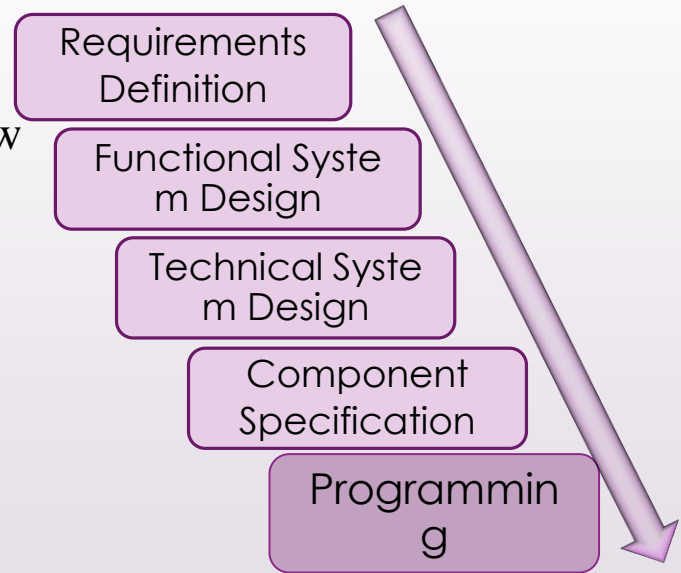 Requirements
Definition
w
Functional Syste
m Design
Technical Syste
m Design
Component
Specification
Programmin
g